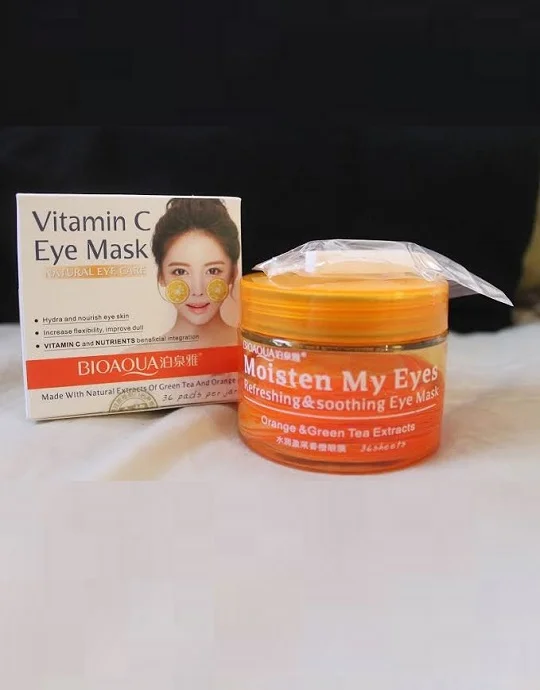 Vitamin C
Eye Mask
NATURAL EYE CARE
Hydra and nourish eye skin
Increase flexibility, improve dull
VITAMIN C and NUTRIENTS beneficial integration
BIOAQUA泊泉雅®
Made With Natural Extracts Of Green Tea And Orange
36 pads per jar
BIOAQUA泊泉雅®
Moisten My Eyes
Refreshing&soothing Eye Mask
Orange &Green Tea Extracts
36sheets